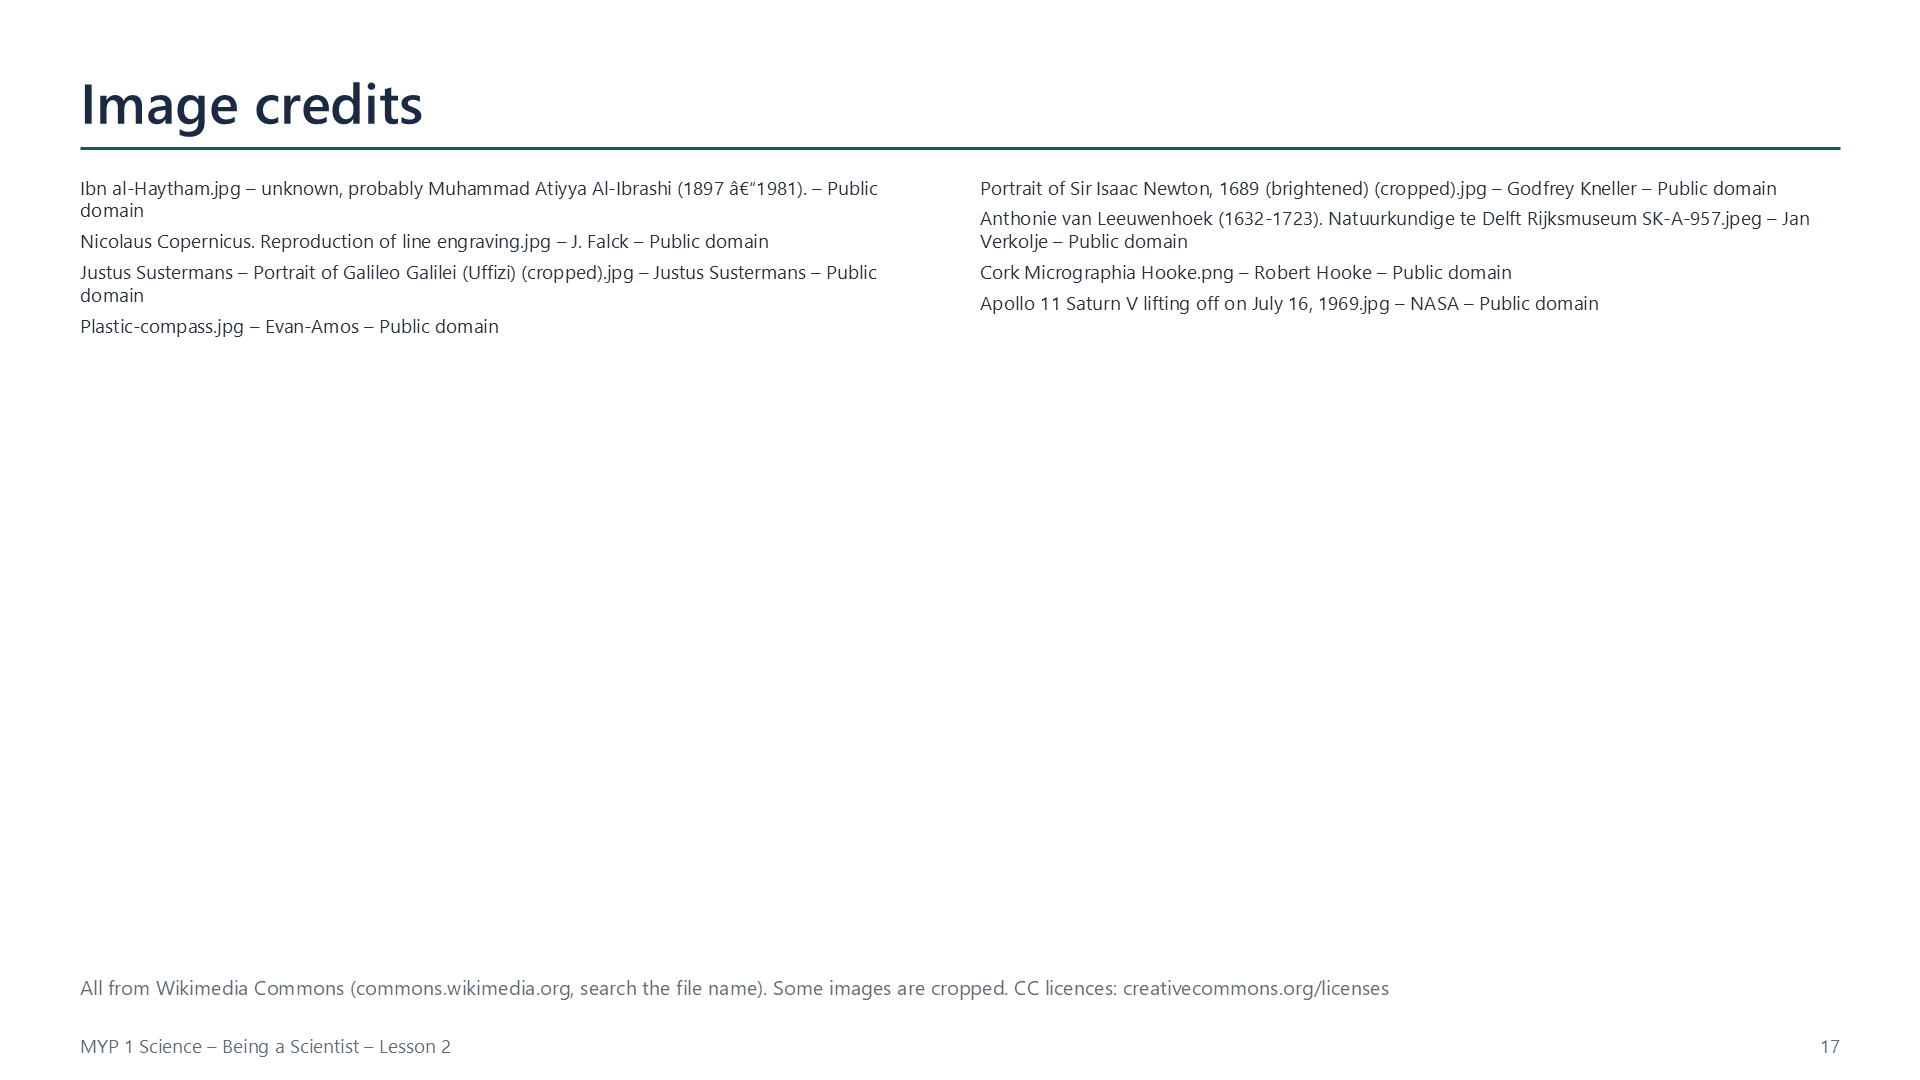 Image credits
Ibn al-Haytham.jpg – unknown, probably Muhammad Atiyya Al-Ibrashi (1897 â€“1981). – Public
domain
Nicolaus Copernicus. Reproduction of line engraving.jpg – J. Falck – Public domain
Justus Sustermans – Portrait of Galileo Galilei (Uffizi) (cropped).jpg – Justus Sustermans – Public
domain
Plastic-compass.jpg – Evan-Amos – Public domain
Portrait of Sir Isaac Newton, 1689 (brightened) (cropped).jpg – Godfrey Kneller – Public domain
Anthonie van Leeuwenhoek (1632-1723). Natuurkundige te Delft Rijksmuseum SK-A-957.jpeg – Jan
Verkolje – Public domain
Cork Micrographia Hooke.png – Robert Hooke – Public domain
Apollo 11 Saturn V lifting off on July 16, 1969.jpg – NASA – Public domain
All from Wikimedia Commons (commons.wikimedia.org, search the file name). Some images are cropped. CC licences: creativecommons.org/licenses
MYP 1 Science – Being a Scientist – Lesson 2
17